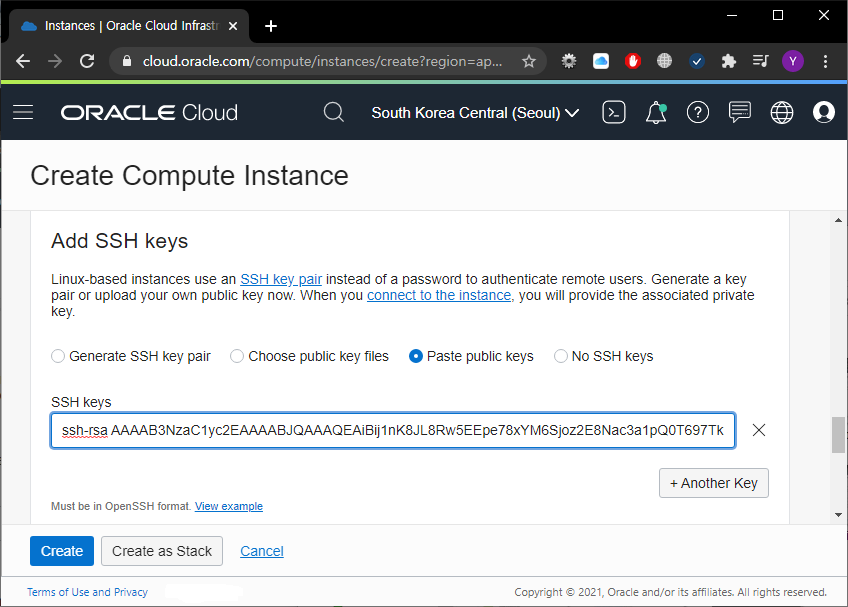 Instances | Oracle Cloud Infrastr
cloud.oracle.com/compute/instances/create?region=ap...
Y
ORACLE Cloud
South Korea Central (Seoul)
Create Compute Instance
Add SSH keys
Linux-based instances use an SSH key pair instead of a password to authenticate remote users. Generate a key
pair or upload your own public key now. When you connect to the instance, you will provide the associated private
key.
Generate SSH key pair
Choose public key files
Paste public keys
No SSH keys
SSH keys
ssh-rsa AAAAB3NzaC1yc2EAAAABJQAAAQEAiBij1nK8JL8Rw5EEpe78xYM6Sjoz2E8Nac3a1pQ0T697Tk
+ Another Key
Must be in OpenSSH format. View example
Create
Create as Stack
Cancel
Terms of Use and Privacy
Copyright © 2021, Oracle and/or its affiliates. All rights reserved.